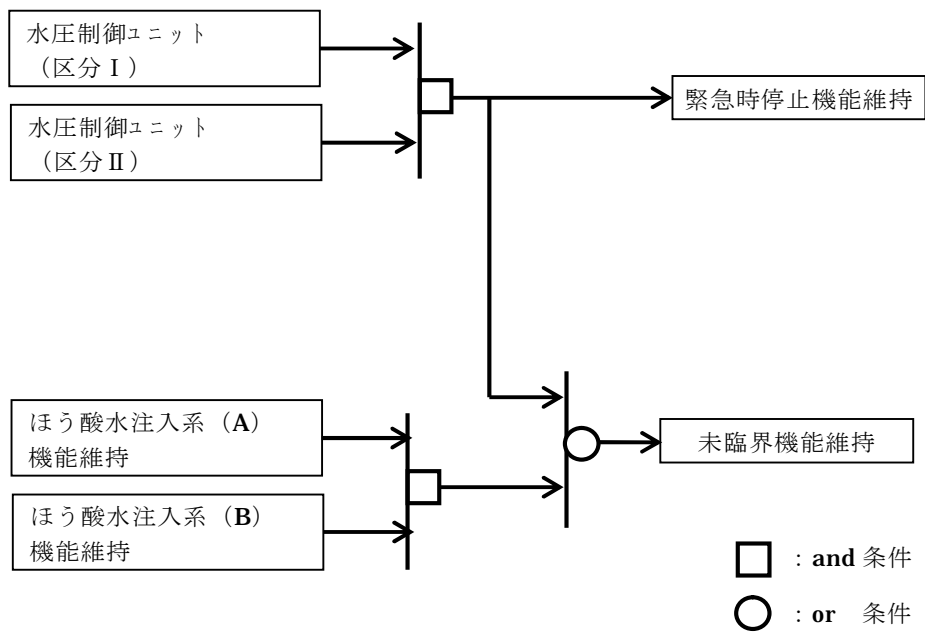 水圧制御ユニット
（区分Ⅰ）
緊急時停止機能維持
水圧制御ユニット
（区分Ⅱ）
ほう酸水注入系（A）
機能維持
未臨界機能維持
ほう酸水注入系（B）
機能維持
：and 条件
：or　条件